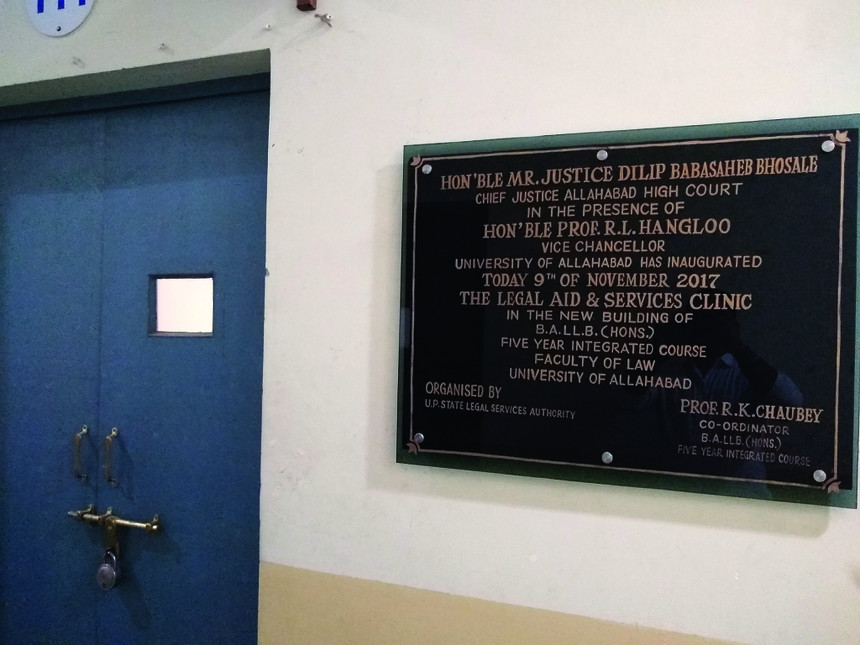 HON'BLE MR. JUSTICE DILIP BABASAHEB BHOSALE
CHIEF JUSTICE ALLAHABAD HIGH COURT
IN THE PRESENCE OF
HON'BLE PROF. R.L. HANGLOO
VICE CHANCELLOR
UNIVERSITY OF ALLAHABAD HAS INAUGURATED
TODAY 9TH OF NOVEMBER 2017
THE LEGAL AID & SERVICES CLINIC
IN THE NEW BUILDING OF
B.A.LL.B. (HONS.)
FIVE YEAR INTEGRATED COURSE
FACULTY OF LAW
UNIVERSITY OF ALLAHABAD
ORGANISED BY
U.P. STATE LEGAL SERVICES AUTHORITY
PROF. R.K. CHAUBEY
CO-ORDINATOR
B.A.LLB. (HONS.)
FIVE YEAR INTEGRATED COURSE